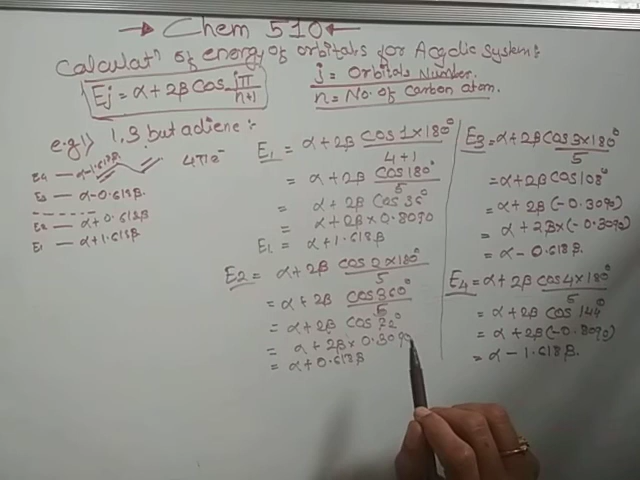 → Chem 510 ←
Calculatn of energy of orbitals for Acyclic System:
Ej = α + 2β Cos jπ/n+1
j = Orbitals Number.
n = No. of carbon atom.
e.g 1) 1,3 butadiene:
4πe⁻
E4 — α-1.618β.
E3 — α-0.618β.
E2 — α+0.618β
E1 — α+1.618β
E1 = α+2β Cos 1×180°/4+1
= α+2β Cos 180°/5
= α+2β Cos 36°
= α+2β×0.8090
E1 = α+1.618β
E2 = α+2β Cos 2×180°/5
= α+2β Cos 360°/5
= α+2β Cos 72°
= α+2β×0.3090
= α+0.618β
E3 = α+2β Cos 3×180°/5
= α+2β Cos 108°
= α+2β(-0.3090)
= α+2β×(-0.3090)
= α-0.618β.
E4 = α+2β Cos 4×180°/5
= α+2β Cos 144°
= α+2β(-0.8090)
= α-1.618β.